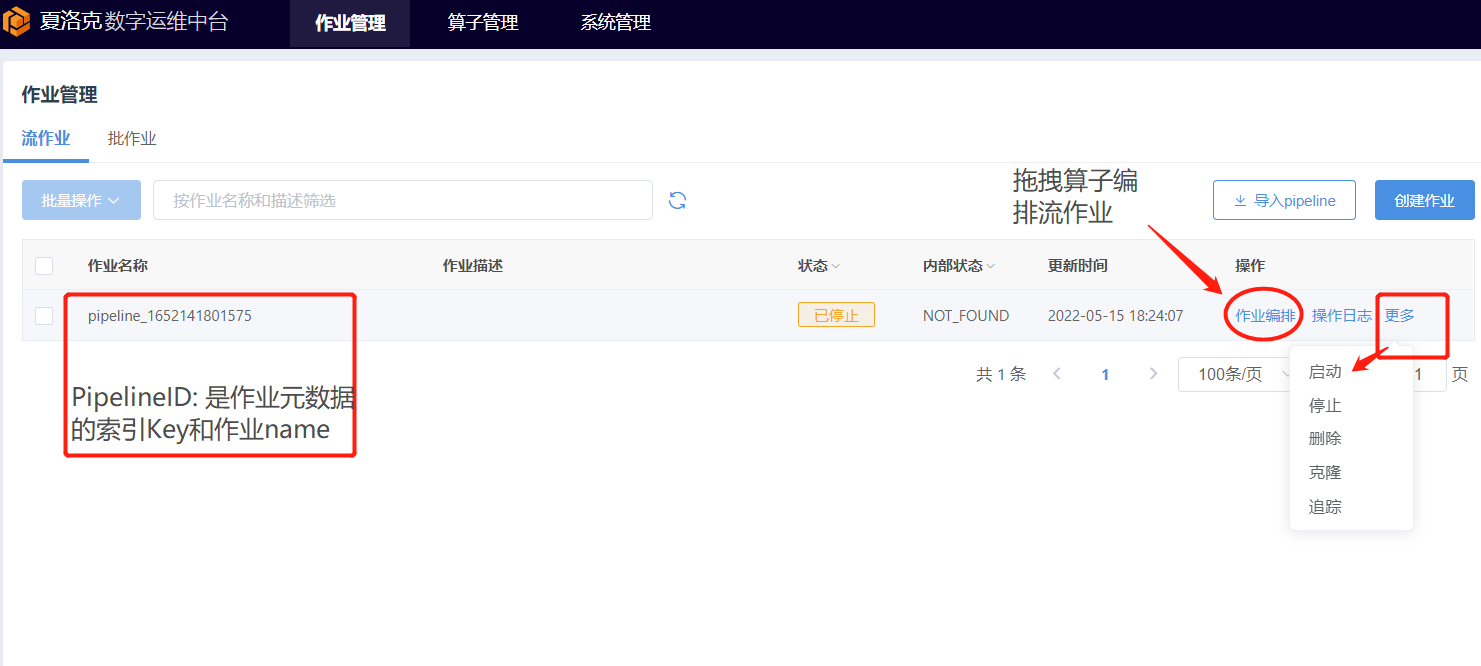 夏洛克数字运维中台 作业管理 算子管理 系统管理
作业管理
流作业 批作业
拖拽算子编
排流作业
批量操作 按作业名称和描述筛选 导入pipeline 创建作业
作业名称 作业描述 状态 内部状态 更新时间 操作
pipeline_1652141801575 已停止 NOT_FOUND 2022-05-15 18:24:07 作业编排 操作日志 更多
共 1 条 1 100条/页 1 页
启动
停止
删除
克隆
追踪
PipelineID: 是作业元数据
的索引Key和作业name